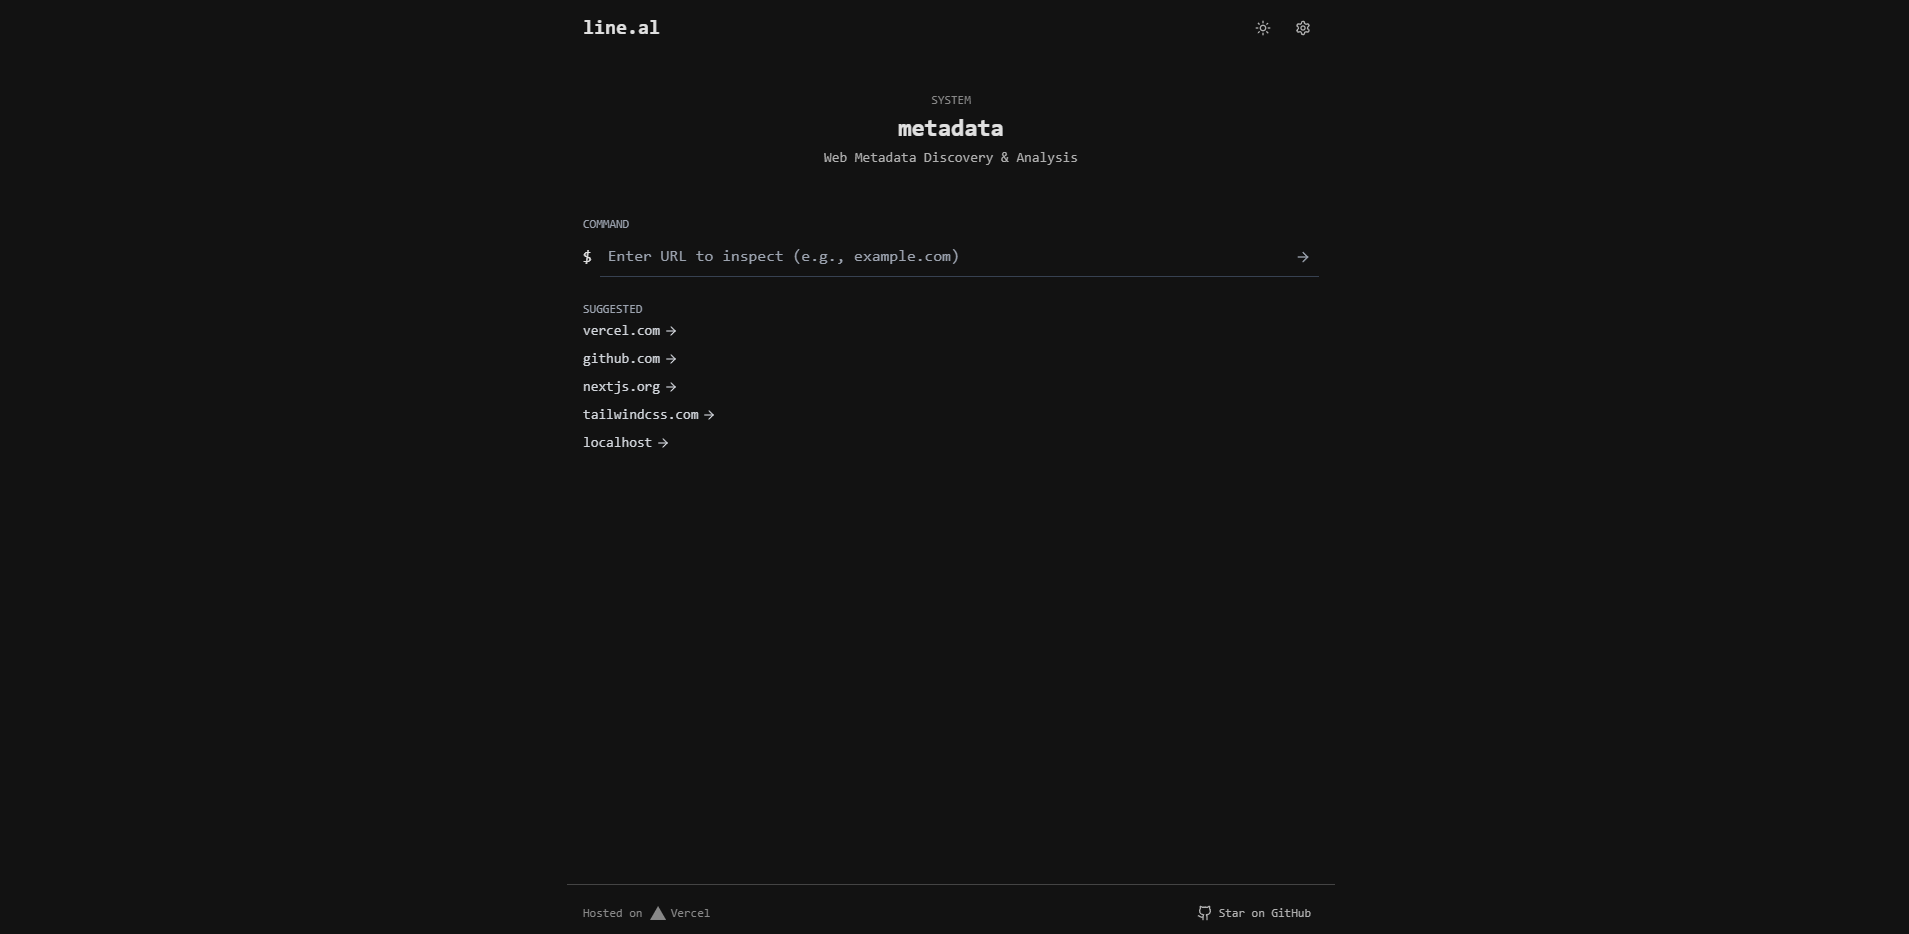 line.al
SYSTEM
metadata
Web Metadata Discovery & Analysis
COMMAND
$ Enter URL to inspect (e.g., example.com)
SUGGESTED
vercel.com
github.com
nextjs.org
tailwindcss.com
localhost
Hosted on Vercel
Star on GitHub